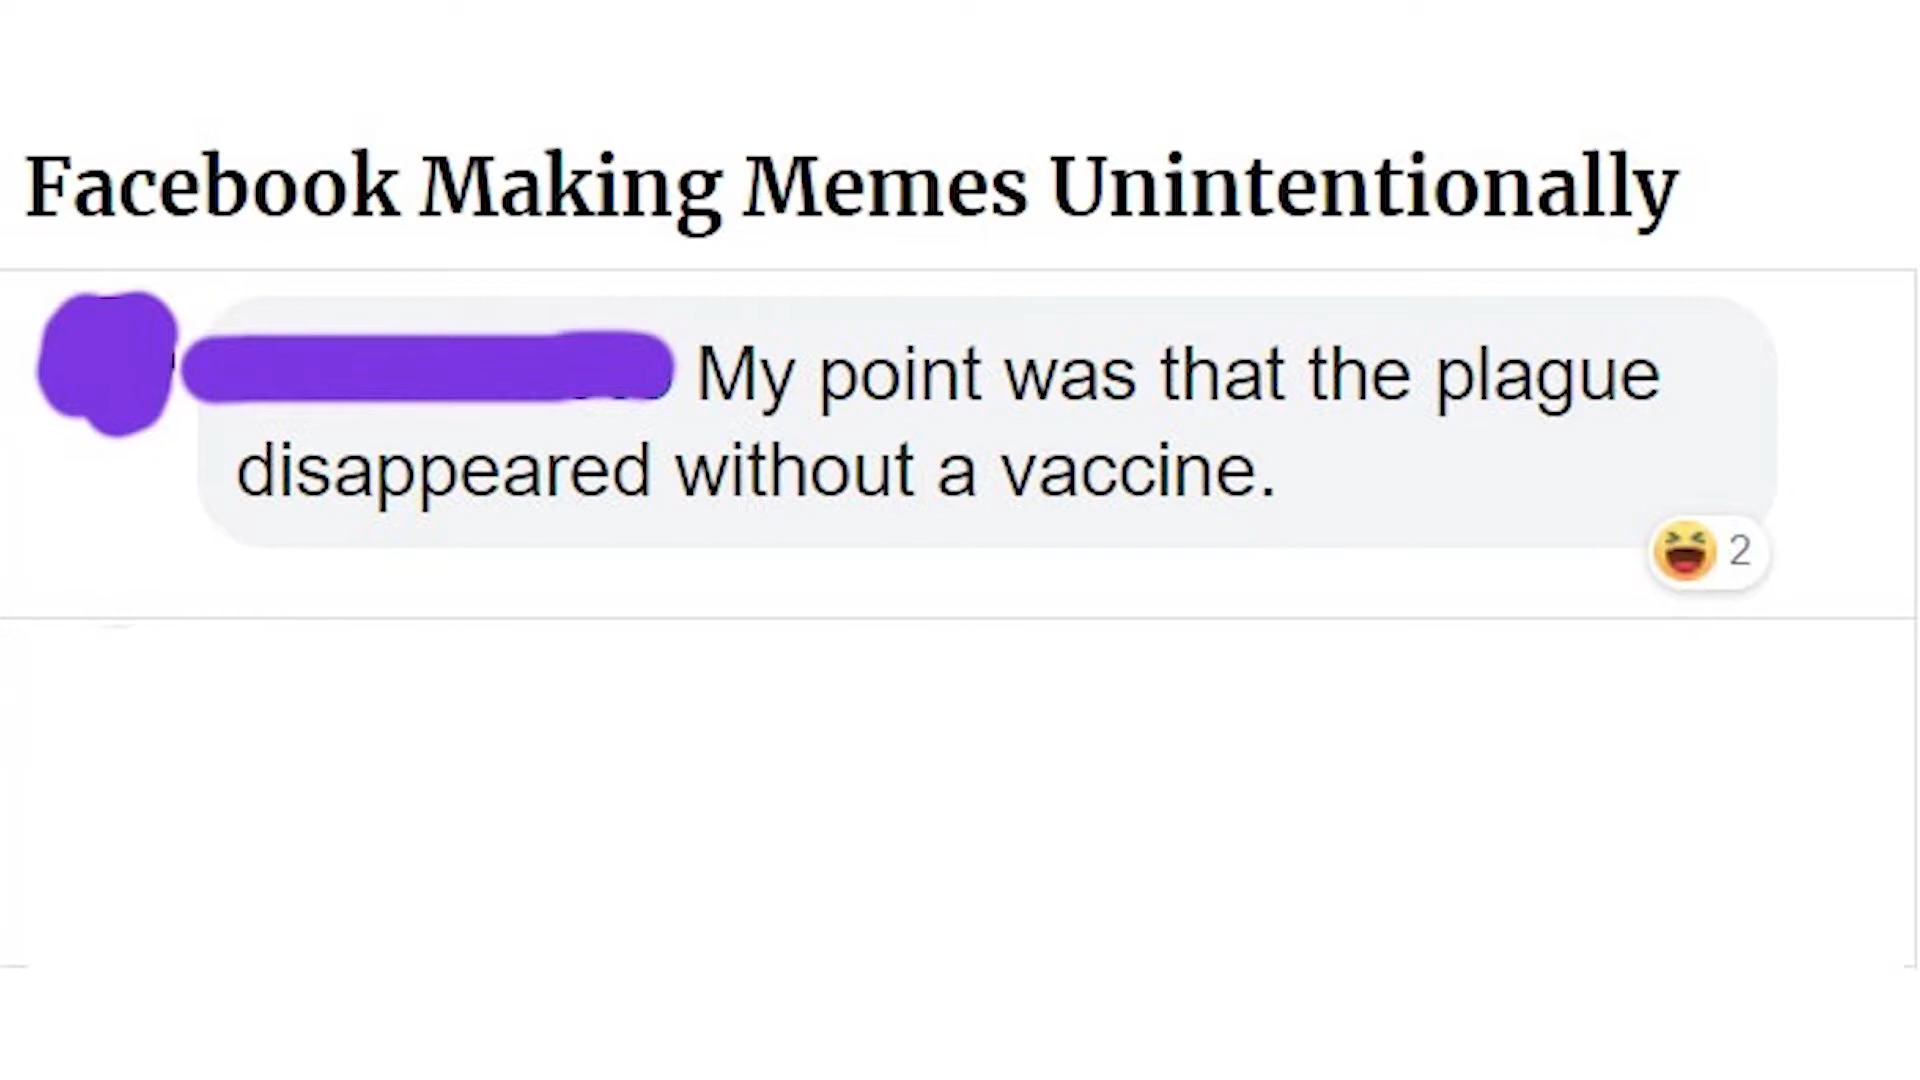 Facebook Making Memes Unintentionally
My point was that the plague
disappeared without a vaccine.
2